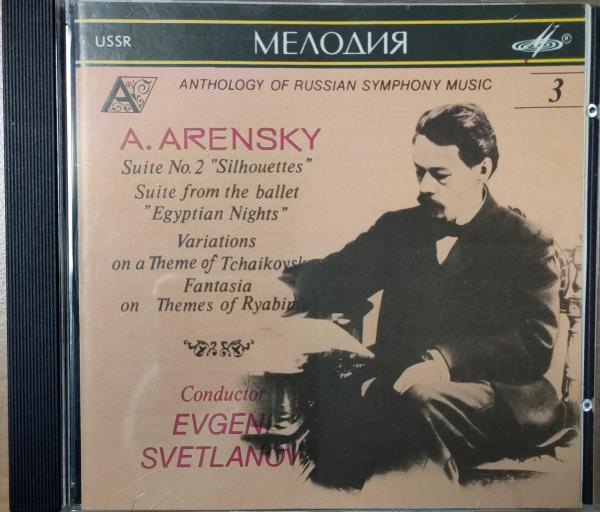 USSR
МЕЛОДИЯ
®
A
ANTHOLOGY OF RUSSIAN SYMPHONY MUSIC
3
A. ARENSKY
Suite No. 2 "Silhouettes"
Suite from the ballet
"Egyptian Nights"
Variations
on a Theme of Tchaikovsk
Fantasia
on Themes of Ryabin
Conductor
EVGENI
SVETLANOV